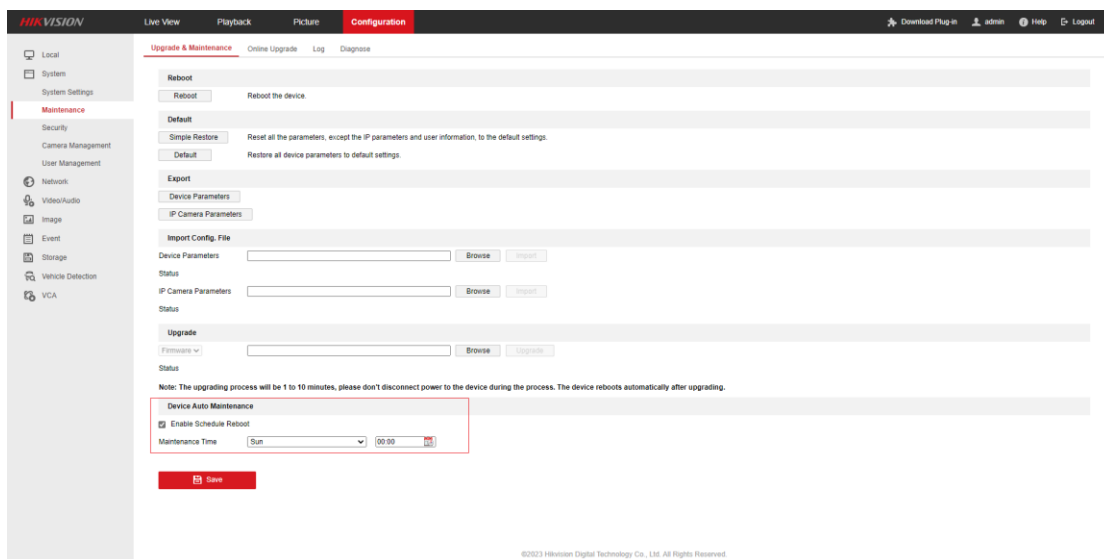 HIKVISION Live View Playback Picture Configuration Download Plug-in admin Help Logout
Local
System
System Settings
Maintenance
Security
Camera Management
User Management
Network
Video/Audio
Image
Event
Storage
Vehicle Detection
VCA
Upgrade & Maintenance Online Upgrade Log Diagnose
Reboot
Reboot Reboot the device.
Default
Simple Restore Reset all the parameters, except the IP parameters and user information, to the default settings.
Default Restore all device parameters to default settings.
Export
Device Parameters
IP Camera Parameters
Import Config. File
Device Parameters Browse Import
Status
IP Camera Parameters Browse Import
Status
Upgrade
Firmware Browse Upgrade
Status
Note: The upgrading process will be 1 to 10 minutes, please don't disconnect power to the device during the process. The device reboots automatically after upgrading.
Device Auto Maintenance
Enable Schedule Reboot
Maintenance Time Sun 00:00
Save
©2023 Hikvision Digital Technology Co., Ltd. All Rights Reserved.